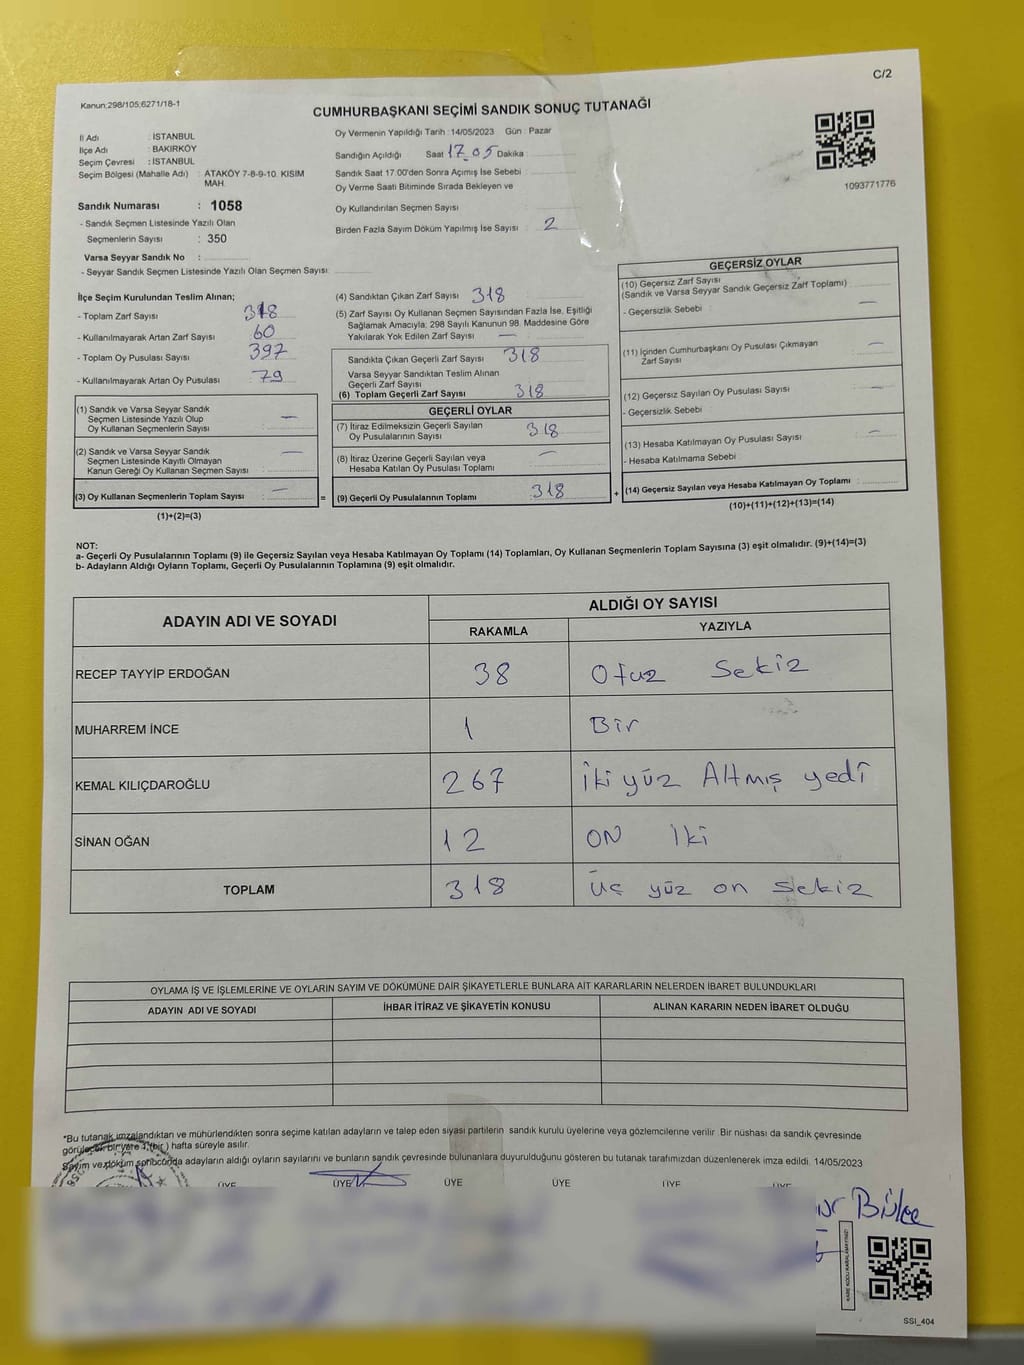 C/2
Kanun:298/105;6271/18-1
CUMHURBAŞKANI SEÇİMİ SANDIK SONUÇ TUTANAĞI
İl Adı : İSTANBUL
İlçe Adı : BAKIRKÖY
Seçim Çevresi : İSTANBUL
Seçim Bölgesi (Mahalle Adı) : ATAKÖY 7-8-9-10. KISIM
MAH.
Sandık Numarası : 1058
- Sandık Seçmen Listesinde Yazılı Olan
Seçmenlerin Sayısı : 350
Varsa Seyyar Sandık No :
- Seyyar Sandık Seçmen Listesinde Yazılı Olan Seçmen Sayısı:
Oy Vermenin Yapıldığı Tarih : 14/05/2023 Gün : Pazar
Sandığın Açıldığı Saat 17.05 Dakika :
Sandık Saat 17.00'den Sonra Açımış İse Sebebi :
Oy Verme Saati Bitiminde Sırada Bekleyen ve
Oy Kullandırılan Seçmen Sayısı :
Birden Fazla Sayım Döküm Yapılmış İse Sayısı : 2
1093771776
İlçe Seçim Kurulundan Teslim Alınan;
- Toplam Zarf Sayısı : 318
- Kullanılmayarak Artan Zarf Sayısı : 60
- Toplam Oy Pusulası Sayısı : 397
- Kullanılmayarak Artan Oy Pusulası : 79
(1) Sandık ve Varsa Seyyar Sandık
Seçmen Listesinde Yazılı Olup
Oy Kullanan Seçmenlerin Sayısı : —
(2) Sandık ve Varsa Seyyar Sandık
Seçmen Listesinde Kayıtlı Olmayan
Kanun Gereği Oy Kullanan Seçmen Sayısı : —
(3) Oy Kullanan Seçmenlerin Toplam Sayısı : — =
(1)+(2)=(3)
(4) Sandıktan Çıkan Zarf Sayısı : 318
(5) Zarf Sayısı Oy Kullanan Seçmen Sayısından Fazla İse, Eşitliği
Sağlamak Amacıyla; 298 Sayılı Kanunun 98. Maddesine Göre
Yakılarak Yok Edilen Zarf Sayısı : —
Sandıkta Çıkan Geçerli Zarf Sayısı : 318
Varsa Seyyar Sandıktan Teslim Alınan
Geçerli Zarf Sayısı :
(6) Toplam Geçerli Zarf Sayısı : 318
GEÇERLİ OYLAR
(7) İtiraz Edilmeksizin Geçerli Sayılan
Oy Pusulalarının Sayısı : 318
(8) İtiraz Üzerine Geçerli Sayılan veya
Hesaba Katılan Oy Pusulası Toplamı : —
(9) Geçerli Oy Pusulalarının Toplamı : 318 +
GEÇERSİZ OYLAR
(10) Geçersiz Zarf Sayısı
(Sandık ve Varsa Seyyar Sandık Geçersiz Zarf Toplamı) :
- Geçersizlik Sebebi : —
(11) İçinden Cumhurbaşkanı Oy Pusulası Çıkmayan
Zarf Sayısı : —
(12) Geçersiz Sayılan Oy Pusulası Sayısı : —
- Geçersizlik Sebebi
(13) Hesaba Katılmayan Oy Pusulası Sayısı : —
- Hesaba Katılmama Sebebi
(14) Geçersiz Sayılan veya Hesaba Katılmayan Oy Toplamı :
(10)+(11)+(12)+(13)=(14)
NOT:
a- Geçerli Oy Pusulalarının Toplamı (9) ile Geçersiz Sayılan veya Hesaba Katılmayan Oy Toplamı (14) Toplamları, Oy Kullanan Seçmenlerin Toplam Sayısına (3) eşit olmalıdır. (9)+(14)=(3)
b- Adayların Aldığı Oyların Toplamı, Geçerli Oy Pusulalarının Toplamına (9) eşit olmalıdır.
ADAYIN ADI VE SOYADI
ALDIĞI OY SAYISI
RAKAMLA YAZIYLA
RECEP TAYYİP ERDOĞAN 38 Otuz Sekiz
MUHARREM İNCE 1 Bir
KEMAL KILIÇDAROĞLU 267 İki yüz Altmış yedi
SİNAN OĞAN 12 ON İki
TOPLAM 318 üç yüz on sekiz
OYLAMA İŞ VE İŞLEMLERİNE VE OYLARIN SAYIM VE DÖKÜMÜNE DAİR ŞİKAYETLERLE BUNLARA AİT KARARLARIN NELERDEN İBARET BULUNDUKLARI
ADAYIN ADI VE SOYADI İHBAR İTİRAZ VE ŞİKAYETİN KONUSU ALINAN KARARIN NEDEN İBARET OLDUĞU
*Bu tutanak imzalandıktan ve mühürlendikten sonra seçime katılan adayların ve talep eden siyasi partilerin sandık kurulu üyelerine veya gözlemcilerine verilir. Bir nüshası da sandık çevresinde
görülecek bir yere 1 (bir) hafta süreyle asılır.
Sayım ve döküm sonucunda adayların aldığı oyların sayılarını ve bunların sandık çevresinde bulunanlara duyurulduğunu gösteren bu tutanak tarafımızdan düzenlenerek imza edildi. 14/05/2023
ÜYE ÜYE ÜYE ÜYE ÜYE ÜYE
SSI_404